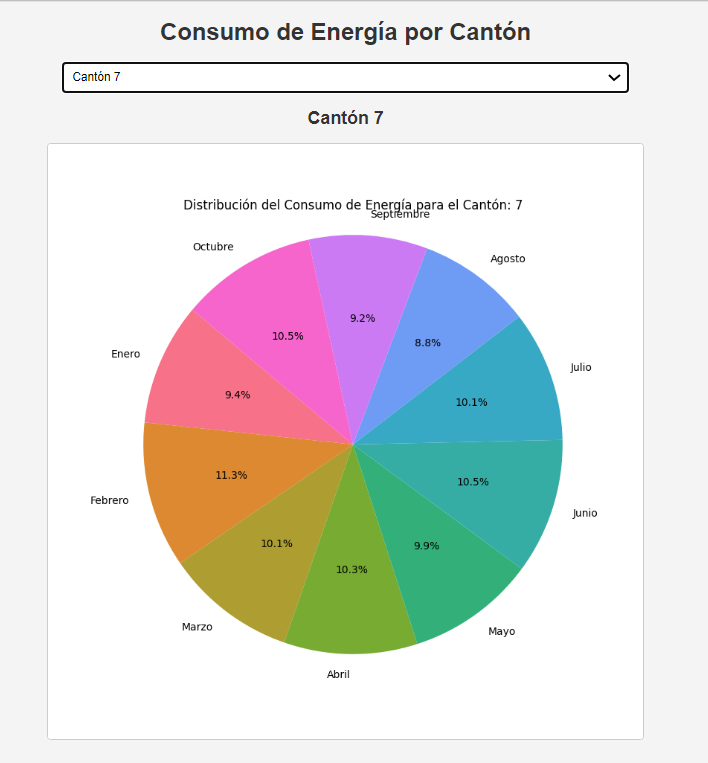 Consumo de Energía por Cantón
Cantón 7
Cantón 7
Distribución del Consumo de Energía para el Cantón: 7
Septiembre
Octubre
Agosto
9.2%
10.5%
8.8%
Enero
Julio
9.4%
10.1%
11.3%
10.5%
Febrero
Junio
10.1%
9.9%
10.3%
Marzo
Mayo
Abril